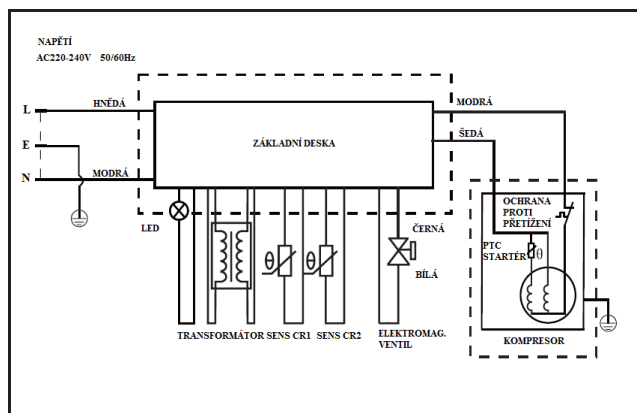 NAPĚTÍ
AC220-240V 50/60Hz
L
HNĚDÁ
E
N
MODRÁ
ZÁKLADNÍ DESKA
MODRÁ
ŠEDÁ
OCHRANA
PROTI
PŘETÍŽENÍ
PTC
STARTÉR
θ
LED
θ
θ
ČERNÁ
BÍLÁ
TRANSFORMÁTOR
SENS CR1
SENS CR2
ELEKTROMAG.
VENTIL
KOMPRESOR